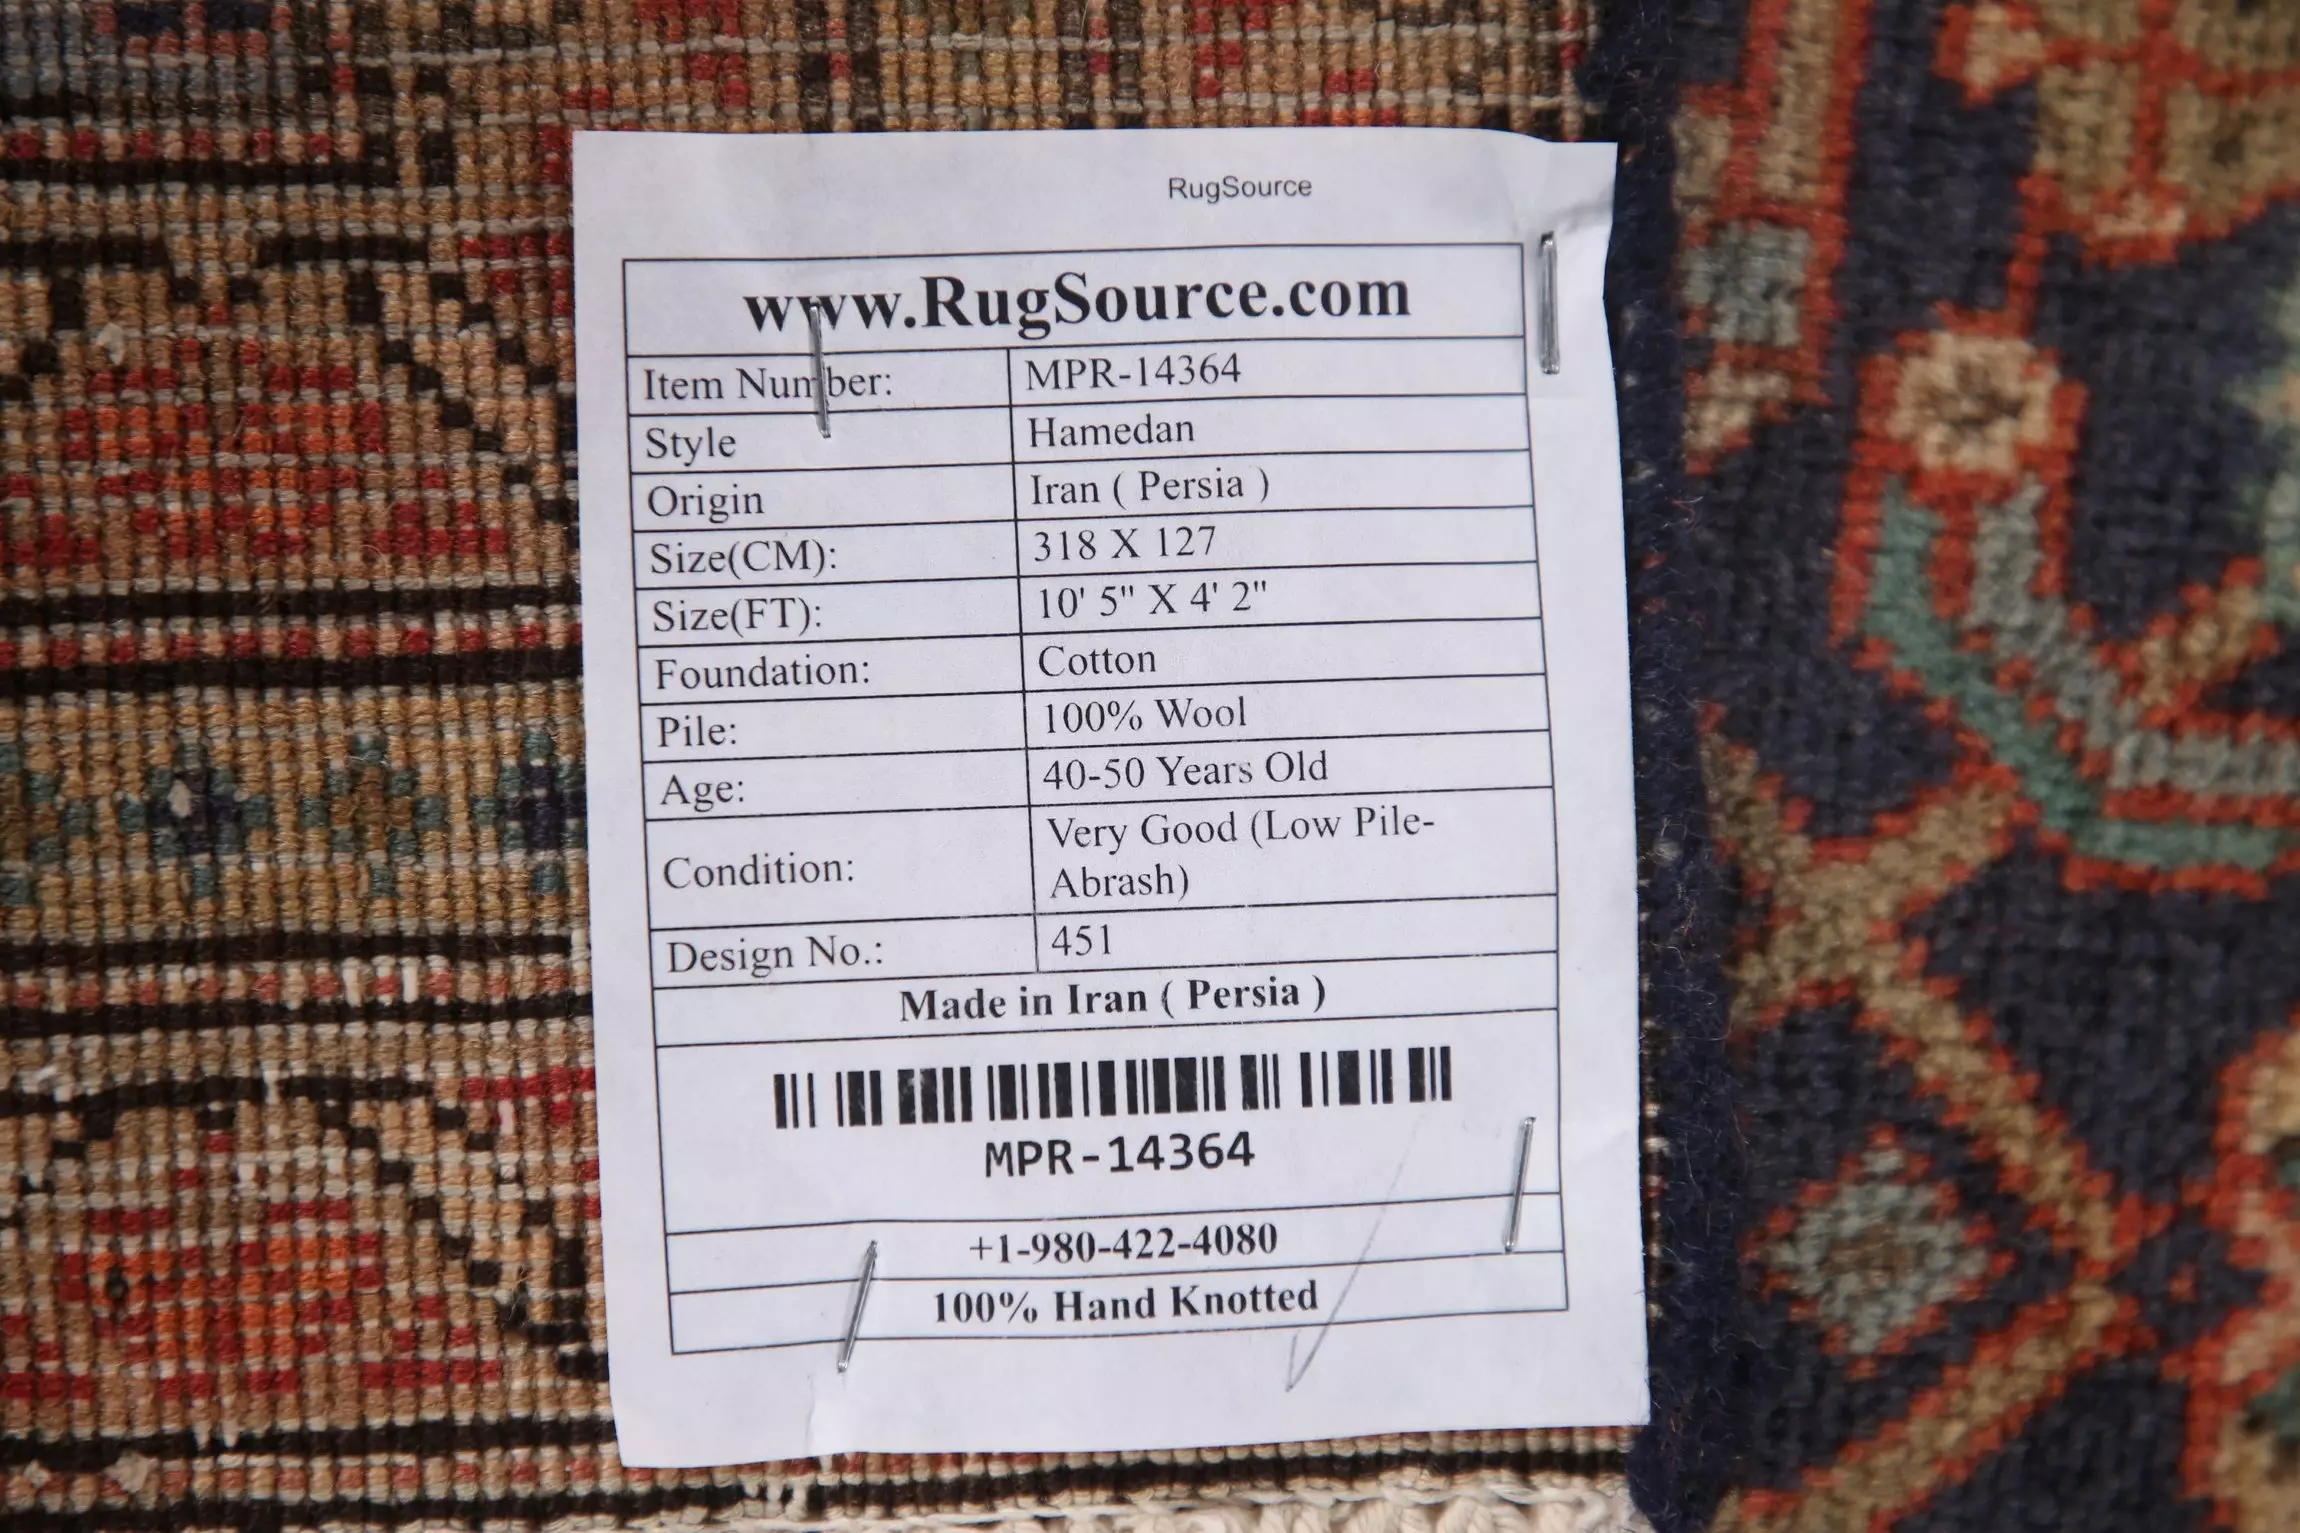 RugSource
www.RugSource.com
Item Number: MPR-14364
Style Hamedan
Origin Iran ( Persia )
Size(CM): 318 X 127
Size(FT): 10' 5" X 4' 2"
Foundation: Cotton
Pile: 100% Wool
Age: 40-50 Years Old
Condition: Very Good (Low Pile-
Abrash)
Design No.: 451
Made in Iran ( Persia )
MPR-14364
+1-980-422-4080
100% Hand Knotted